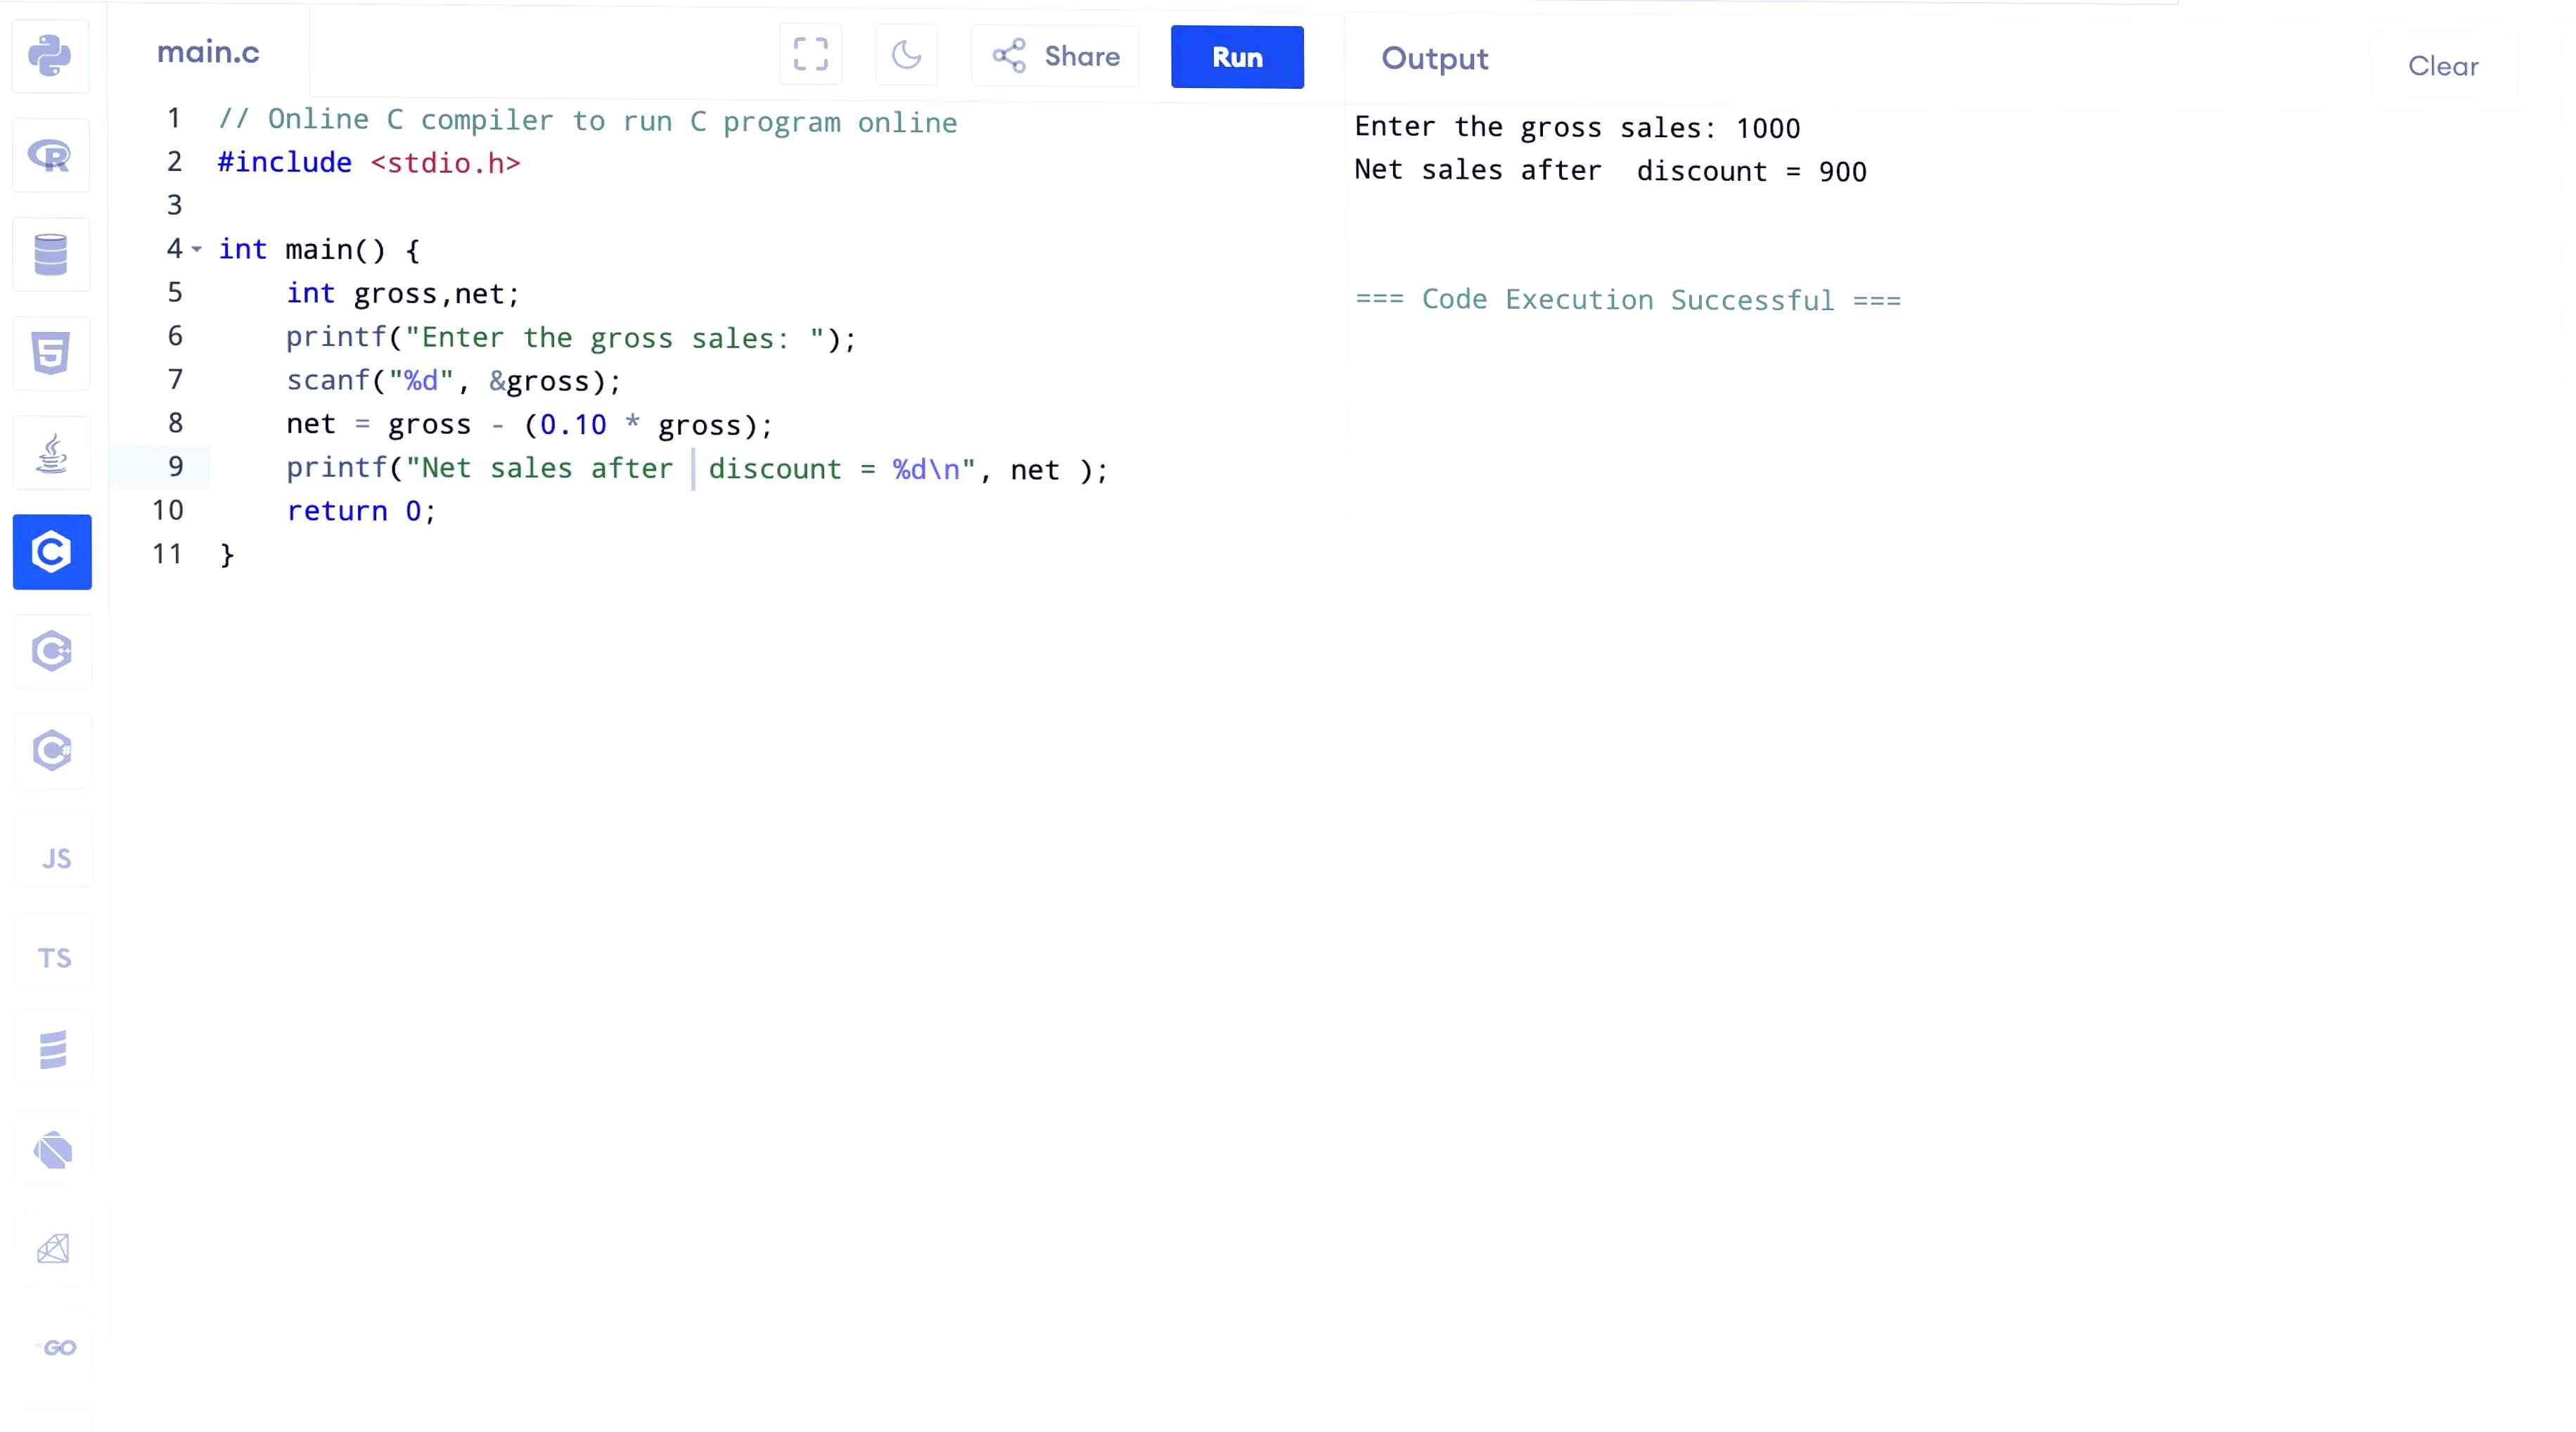 main.c
Share
Run
Output
Clear
1 // Online C compiler to run C program online
2 #include <stdio.h>
3
4 int main() {
5     int gross,net;
6     printf("Enter the gross sales: ");
7     scanf("%d", &gross);
8     net = gross - (0.10 * gross);
9     printf("Net sales after  discount = %d\n", net );
10     return 0;
11 }
Enter the gross sales: 1000
Net sales after  discount = 900
=== Code Execution Successful ===
R
5
C
C++
C#
JS
TS
GO